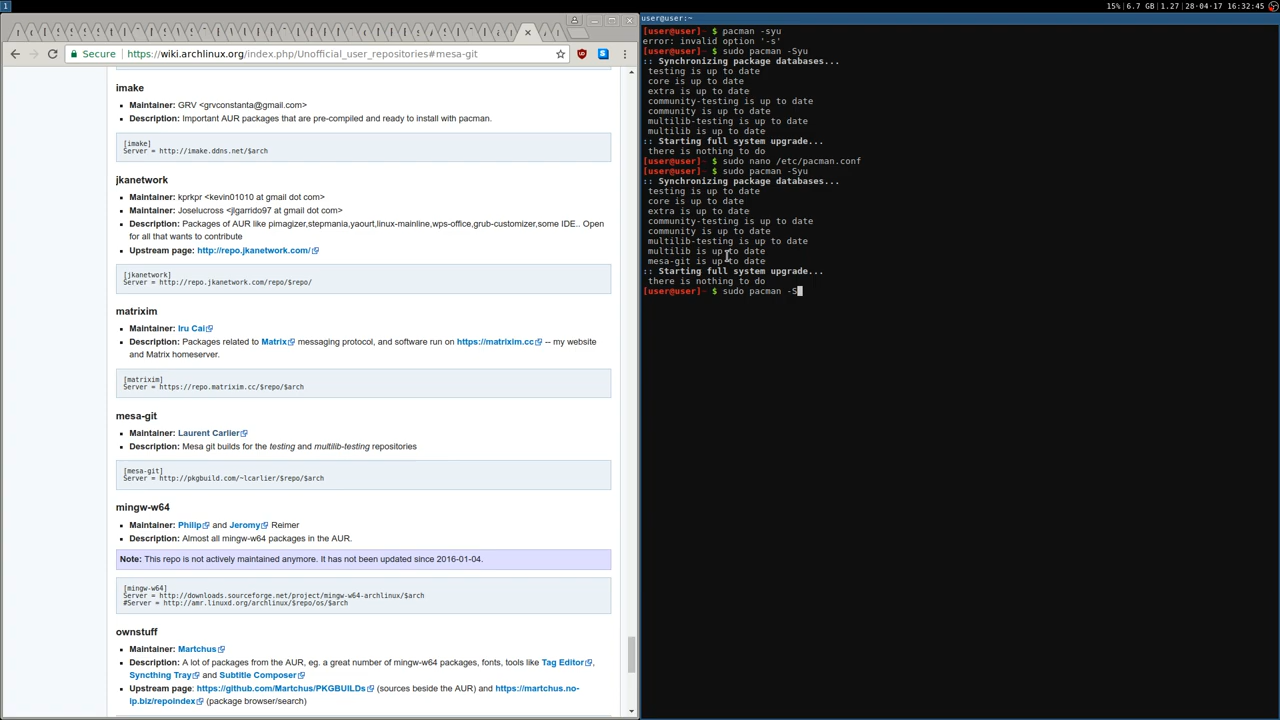 1
15%| 6.7 GB| 1.27 | 28-04-17 16:32:45
Secure
https://wiki.archlinux.org/index.php/Unofficial_user_repositories#mesa-git
imake
Maintainer: GRV <grvconstanta@gmail.com>
Description: Important AUR packages that are pre-compiled and ready to install with pacman.
[imake]
Server = http://imake.ddns.net/$arch
jkanetwork
Maintainer: kprkpr <kevin01010 at gmail dot com>
Maintainer: Joselucross <jlgarrido97 at gmail dot com>
Description: Packages of AUR like pimagizer,stepmania,yaourt,linux-mainline,wps-office,grub-customizer,some IDE.. Open
for all that wants to contribute
Upstream page: http://repo.jkanetwork.com/
[jkanetwork]
Server = http://repo.jkanetwork.com/repo/$repo/
matrixim
Maintainer: Iru Cai
Description: Packages related to Matrix messaging protocol, and software run on https://matrixim.cc -- my website
and Matrix homeserver.
[matrixim]
Server = https://repo.matrixim.cc/$repo/$arch
mesa-git
Maintainer: Laurent Carlier
Description: Mesa git builds for the testing and multilib-testing repositories
[mesa-git]
Server = http://pkgbuild.com/~lcarlier/$repo/$arch
mingw-w64
Maintainer: Philip and Jeromy Reimer
Description: Almost all mingw-w64 packages in the AUR.
Note: This repo is not actively maintained anymore. It has not been updated since 2016-01-04.
[mingw-w64]
Server = http://downloads.sourceforge.net/project/mingw-w64-archlinux/$arch
#Server = http://amr.linuxd.org/archlinux/$repo/os/$arch
ownstuff
Maintainer: Martchus
Description: A lot of packages from the AUR, eg. a great number of mingw-w64 packages, fonts, tools like Tag Editor,
Syncthing Tray and Subtitle Composer
Upstream page: https://github.com/Martchus/PKGBUILDs (sources beside the AUR) and https://martchus.no-
ip.biz/repoindex (package browser/search)
user@user:~
[user@user]~ $ pacman -syu
error: invalid option '-s'
[user@user]~ $ sudo pacman -Syu
:: Synchronizing package databases...
testing is up to date
core is up to date
extra is up to date
community-testing is up to date
community is up to date
multilib-testing is up to date
multilib is up to date
:: Starting full system upgrade...
there is nothing to do
[user@user]~ $ sudo nano /etc/pacman.conf
[user@user]~ $ sudo pacman -Syu
:: Synchronizing package databases...
testing is up to date
core is up to date
extra is up to date
community-testing is up to date
community is up to date
multilib-testing is up to date
multilib is up to date
mesa-git is up to date
:: Starting full system upgrade...
there is nothing to do
[user@user]~ $ sudo pacman -S